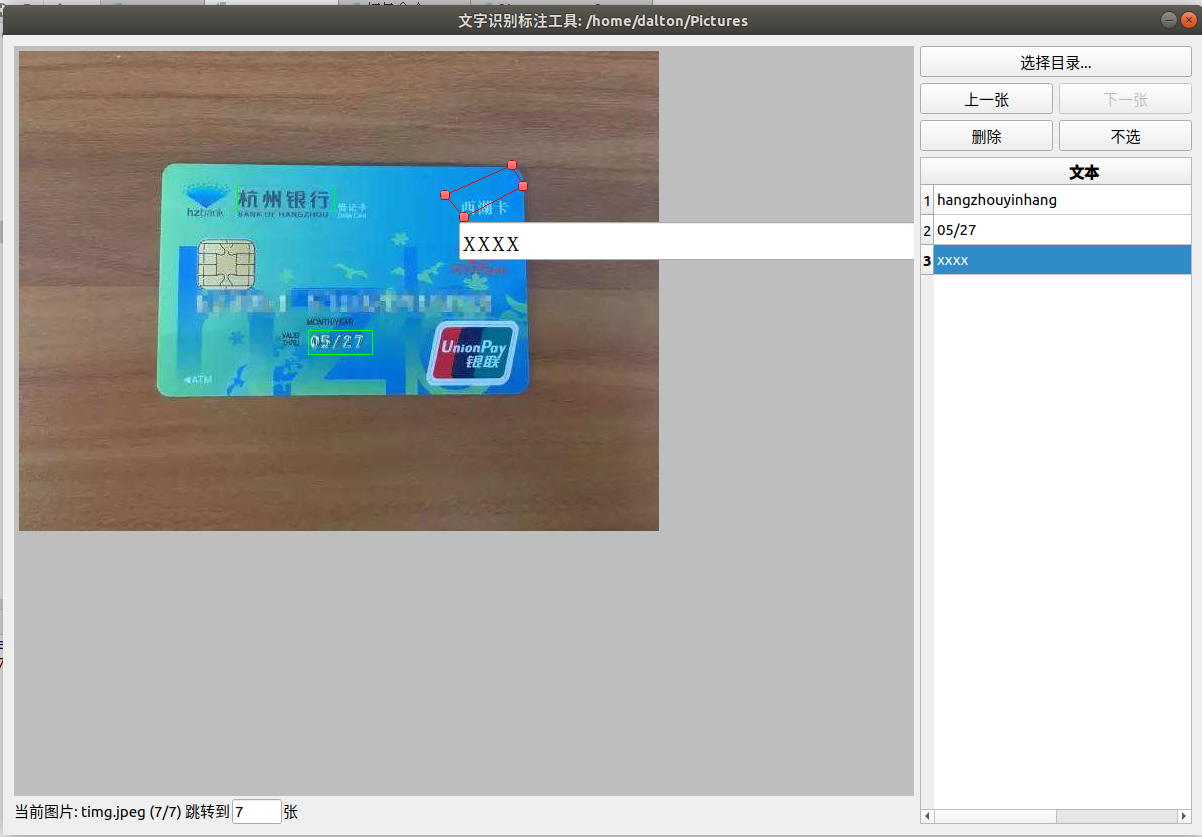 文字识别标注工具: /home/dalton/Pictures
选择目录...
上一张 下一张
删除 不选
文本
1 hangzhouyinhang
2 05/27
3 xxxx
杭州银行
hzbank BANK OF HANGZHOU
借记卡
Debit Card
西湖卡
xxxx
MONTH/YEAR
VALID
THRU
05/27
UnionPay
银联
◀ATM
当前图片: timg.jpeg (7/7) 跳转到 7 张